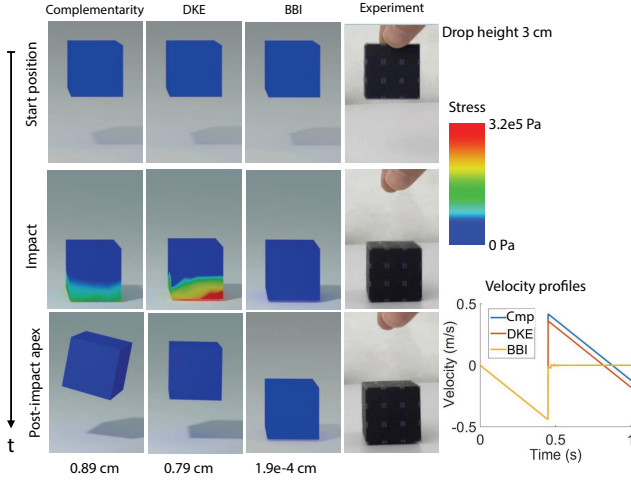 Complementarity DKE BBI Experiment
Drop height 3 cm
Start position
Stress
3.2e5 Pa
0 Pa
Impact
Velocity profiles
0.5
Cmp
DKE
BBI
Velocity (m/s)
0
-0.5
0 0.5 1
Time (s)
Post-impact apex
t
0.89 cm 0.79 cm 1.9e-4 cm